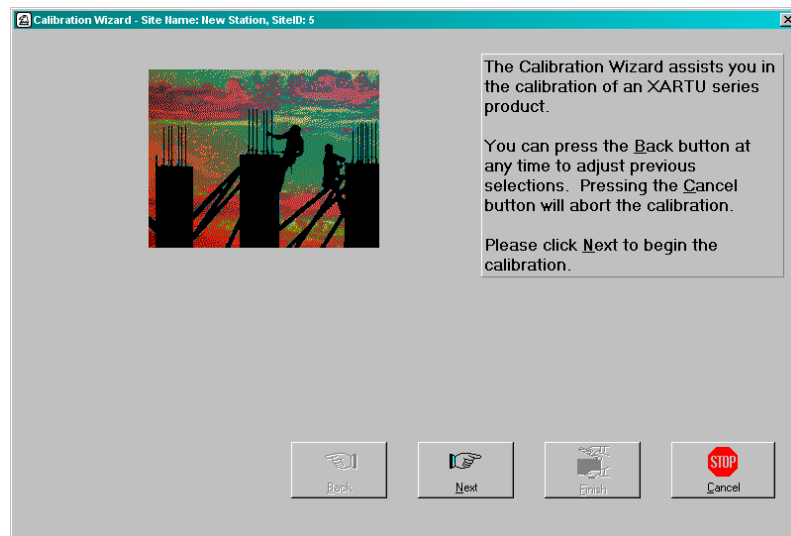 Calibration Wizard - Site Name: New Station, SiteID: 5
The Calibration Wizard assists you in
the calibration of an XARTU series
product.
You can press the Back button at
any time to adjust previous
selections. Pressing the Cancel
button will abort the calibration.
Please click Next to begin the
calibration.
Back
Next
Finish
STOP
Cancel